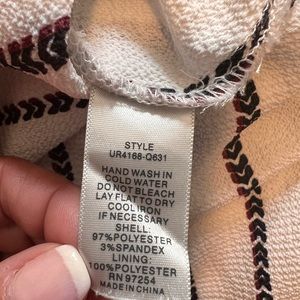 STYLE
UR4168-Q631
HAND WASH IN
COLD WATER
DO NOT BLEACH
LAY FLAT TO DRY
COOL IRON
IF NECESSARY
SHELL:
97%POLYESTER
3%SPANDEX
LINING:
100%POLYESTER
RN 97254
MADE IN CHINA